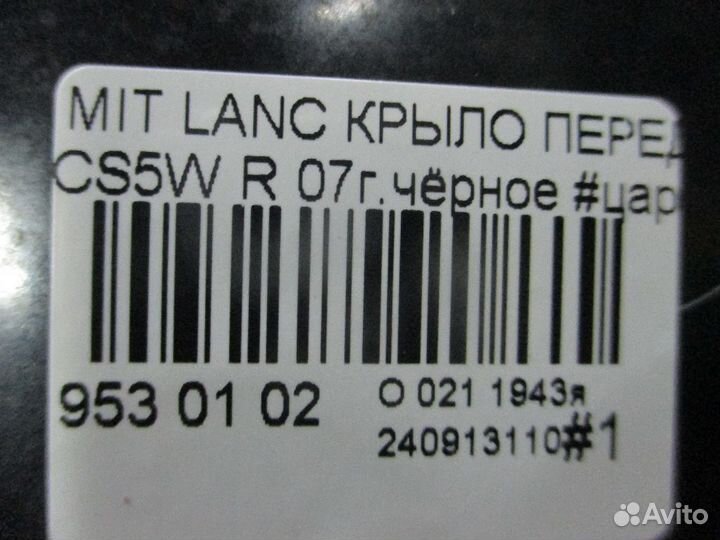 MIT LANC КРЫЛО ПЕРЕД
CS5W R 07г.чёрное #цар
953 01 02
О 021 1943я
240913110#1
Avito